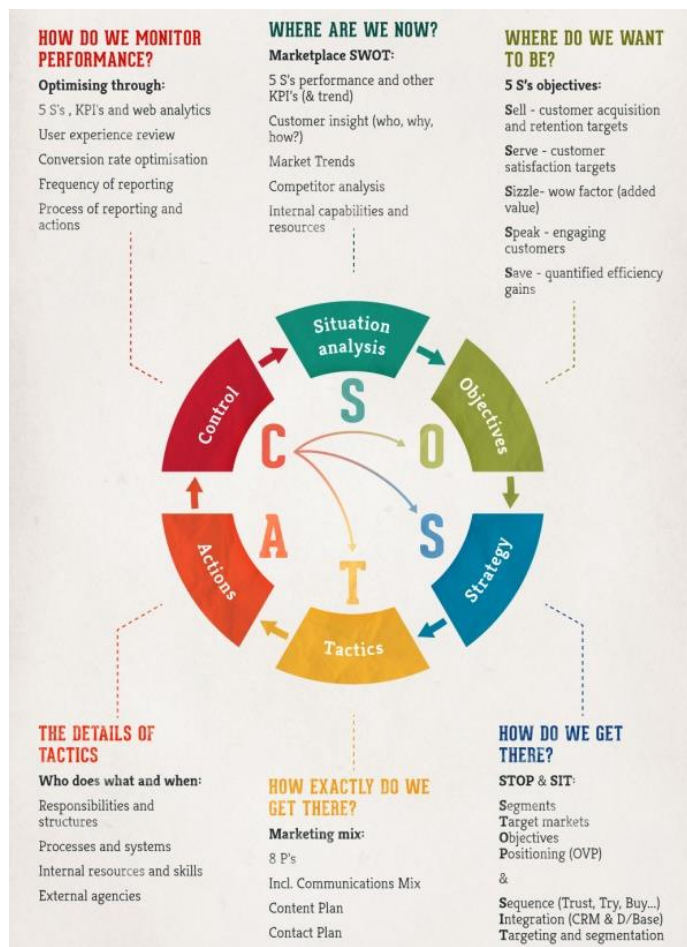 HOW DO WE MONITOR
PERFORMANCE?
Optimising through:
5 S's , KPI's and web analytics
User experience review
Conversion rate optimisation
Frequency of reporting
Process of reporting and
actions
WHERE ARE WE NOW?
Marketplace SWOT:
5 S's performance and other
KPI's (& trend)
Customer insight (who, why,
how?)
Market Trends
Competitor analysis
Internal capabilities and
resources
WHERE DO WE WANT
TO BE?
5 S's objectives:
Sell - customer acquisition
and retention targets
Serve - customer
satisfaction targets
Sizzle- wow factor (added
value)
Speak - engaging
customers
Save - quantified efficiency
gains
Situation
analysis
Objectives
Strategy
Tactics
Actions
Control
S
O
S
T
A
C
THE DETAILS OF
TACTICS
Who does what and when:
Responsibilities and
structures
Processes and systems
Internal resources and skills
External agencies
HOW EXACTLY DO WE
GET THERE?
Marketing mix:
8 P's
Incl. Communications Mix
Content Plan
Contact Plan
HOW DO WE GET
THERE?
STOP & SIT:
Segments
Target markets
Objectives
Positioning (OVP)
&
Sequence (Trust, Try, Buy...)
Integration (CRM & D/Base)
Targeting and segmentation